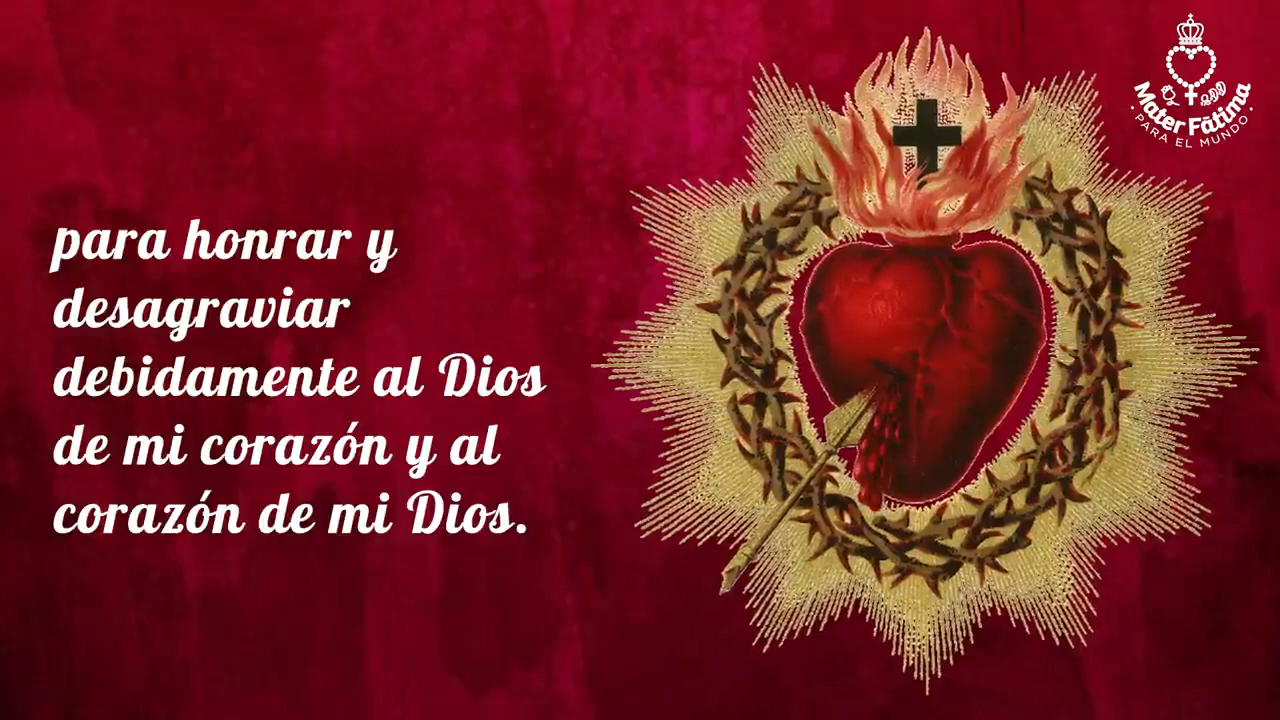 para honrar y
desagraviar
debidamente al Dios
de mi corazón y al
corazón de mi Dios.
Mater Fátima
· PARA EL MUNDO ·